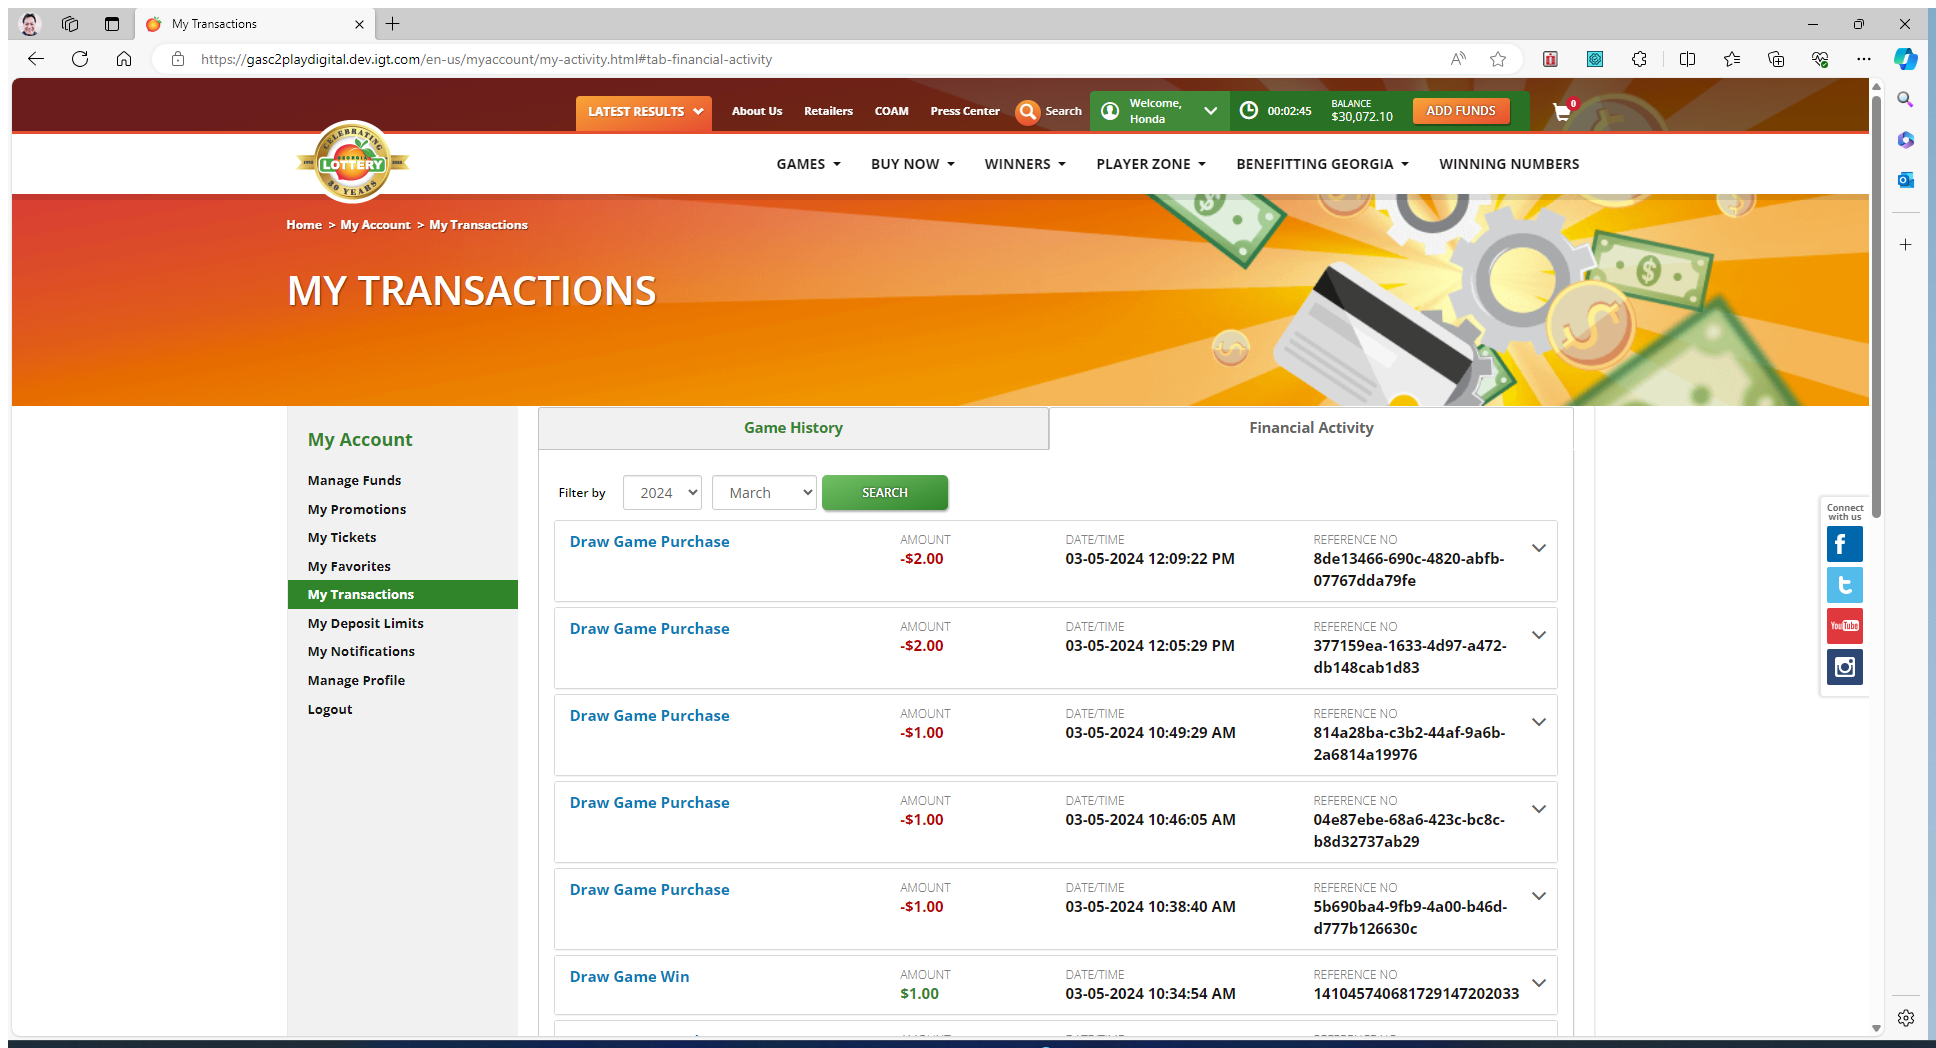 My Transactions
https://gasc2playdigital.dev.igt.com/en-us/myaccount/my-activity.html#tab-financial-activity
LATEST RESULTS
About Us
Retailers
COAM
Press Center
Search
Welcome,
Honda
00:02:45
BALANCE
$30,072.10
ADD FUNDS
0
CELEBRATING
GEORGIA
LOTTERY
30 YEARS
GAMES
BUY NOW
WINNERS
PLAYER ZONE
BENEFITTING GEORGIA
WINNING NUMBERS
Home > My Account > My Transactions
MY TRANSACTIONS
My Account
Manage Funds
My Promotions
My Tickets
My Favorites
My Transactions
My Deposit Limits
My Notifications
Manage Profile
Logout
Game History
Financial Activity
Filter by
2024
March
SEARCH
Draw Game Purchase
AMOUNT
-$2.00
DATE/TIME
03-05-2024 12:09:22 PM
REFERENCE NO
8de13466-690c-4820-abfb-
07767dda79fe
Draw Game Purchase
AMOUNT
-$2.00
DATE/TIME
03-05-2024 12:05:29 PM
REFERENCE NO
377159ea-1633-4d97-a472-
db148cab1d83
Draw Game Purchase
AMOUNT
-$1.00
DATE/TIME
03-05-2024 10:49:29 AM
REFERENCE NO
814a28ba-c3b2-44af-9a6b-
2a6814a19976
Draw Game Purchase
AMOUNT
-$1.00
DATE/TIME
03-05-2024 10:46:05 AM
REFERENCE NO
04e87ebe-68a6-423c-bc8c-
b8d32737ab29
Draw Game Purchase
AMOUNT
-$1.00
DATE/TIME
03-05-2024 10:38:40 AM
REFERENCE NO
5b690ba4-9fb9-4a00-b46d-
d777b126630c
Draw Game Win
AMOUNT
$1.00
DATE/TIME
03-05-2024 10:34:54 AM
REFERENCE NO
141045740681729147202033
Connect
with us
YouTube